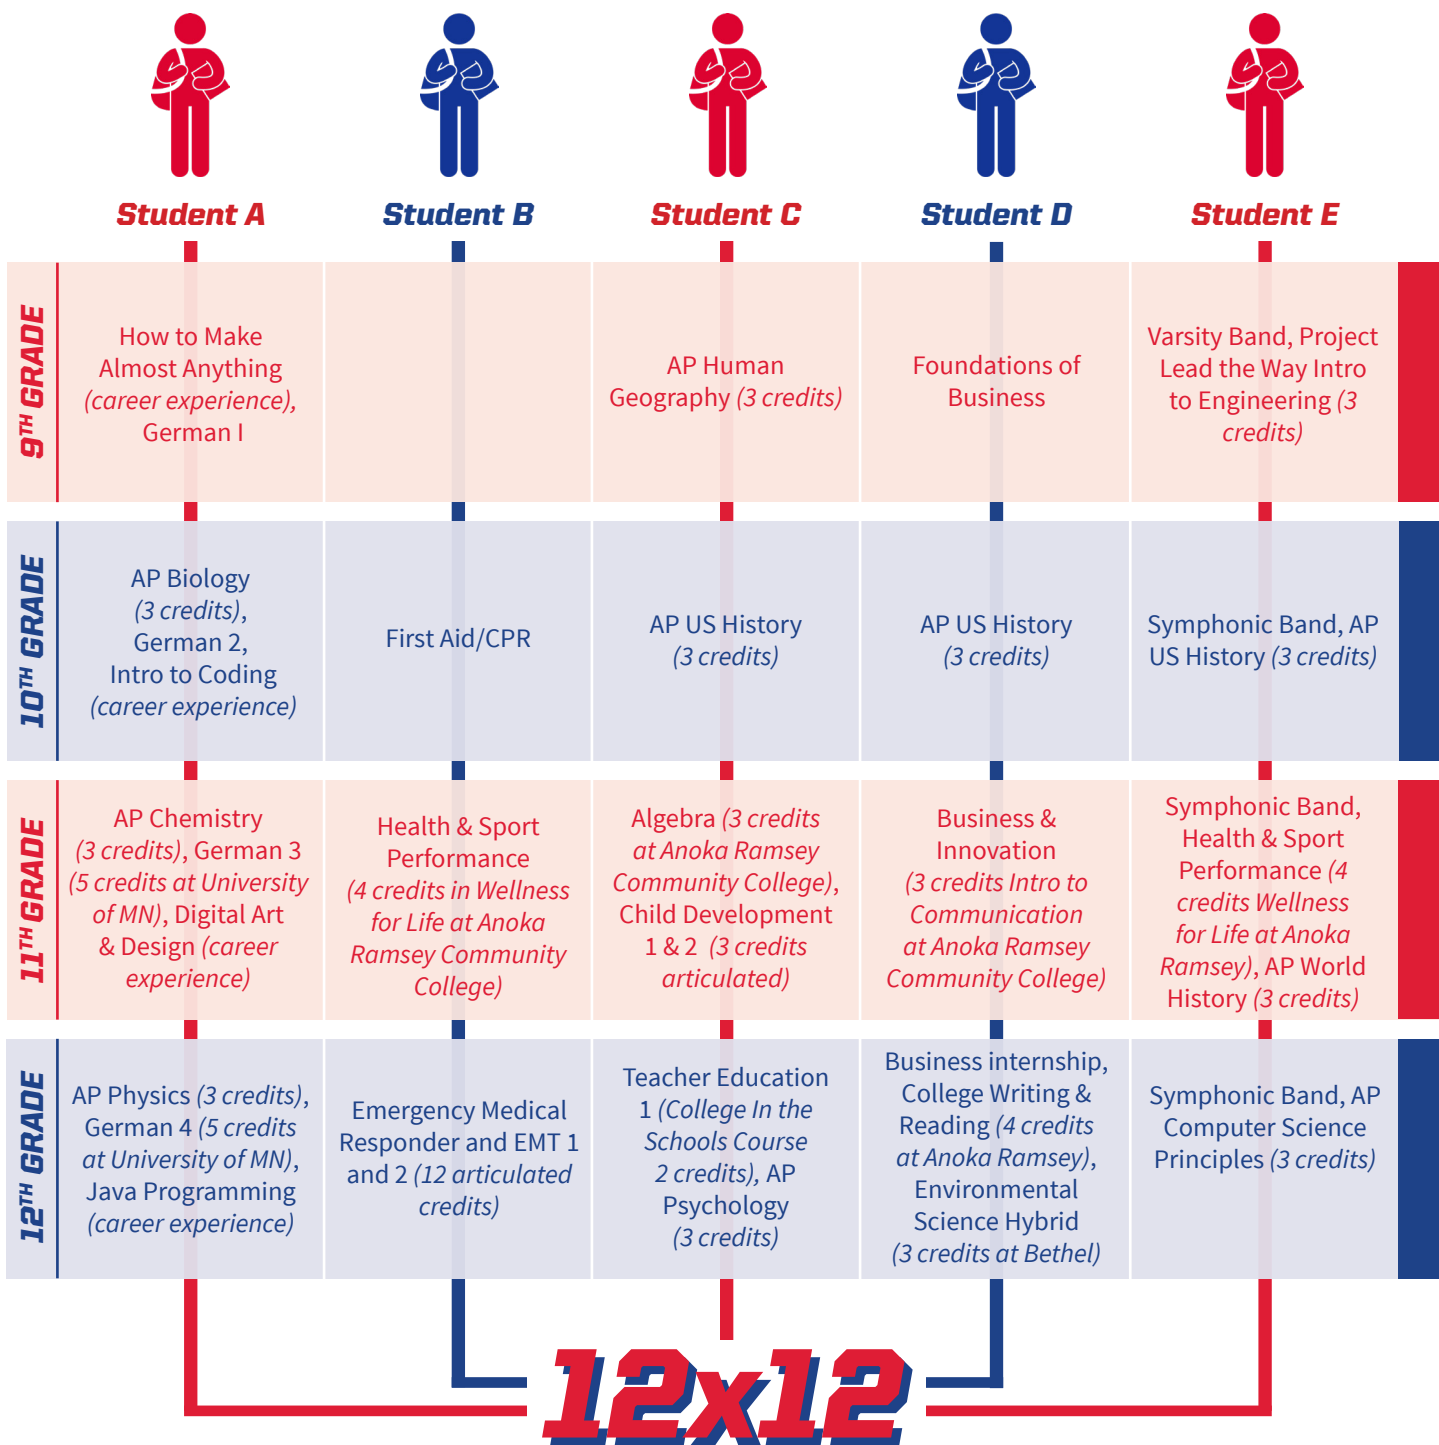 Student A
Student B
Student C
Student D
Student E
9TH GRADE
How to Make
Almost Anything
(career experience),
German I
AP Human
Geography (3 credits)
Foundations of
Business
Varsity Band, Project
Lead the Way Intro
to Engineering (3
credits)
10TH GRADE
AP Biology
(3 credits),
German 2,
Intro to Coding
(career experience)
First Aid/CPR
AP US History
(3 credits)
AP US History
(3 credits)
Symphonic Band, AP
US History (3 credits)
11TH GRADE
AP Chemistry
(3 credits), German 3
(5 credits at University
of MN), Digital Art
& Design (career
experience)
Health & Sport
Performance
(4 credits in Wellness
for Life at Anoka
Ramsey Community
College)
Algebra (3 credits
at Anoka Ramsey
Community College),
Child Development
1 & 2 (3 credits
articulated)
Business &
Innovation
(3 credits Intro to
Communication
at Anoka Ramsey
Community College)
Symphonic Band,
Health & Sport
Performance (4
credits Wellness
for Life at Anoka
Ramsey), AP World
History (3 credits)
12TH GRADE
AP Physics (3 credits),
German 4 (5 credits
at University of MN),
Java Programming
(career experience)
Emergency Medical
Responder and EMT 1
and 2 (12 articulated
credits)
Teacher Education
1 (College In the
Schools Course
2 credits), AP
Psychology
(3 credits)
Business internship,
College Writing &
Reading (4 credits
at Anoka Ramsey),
Environmental
Science Hybrid
(3 credits at Bethel)
Symphonic Band, AP
Computer Science
Principles (3 credits)
12x12